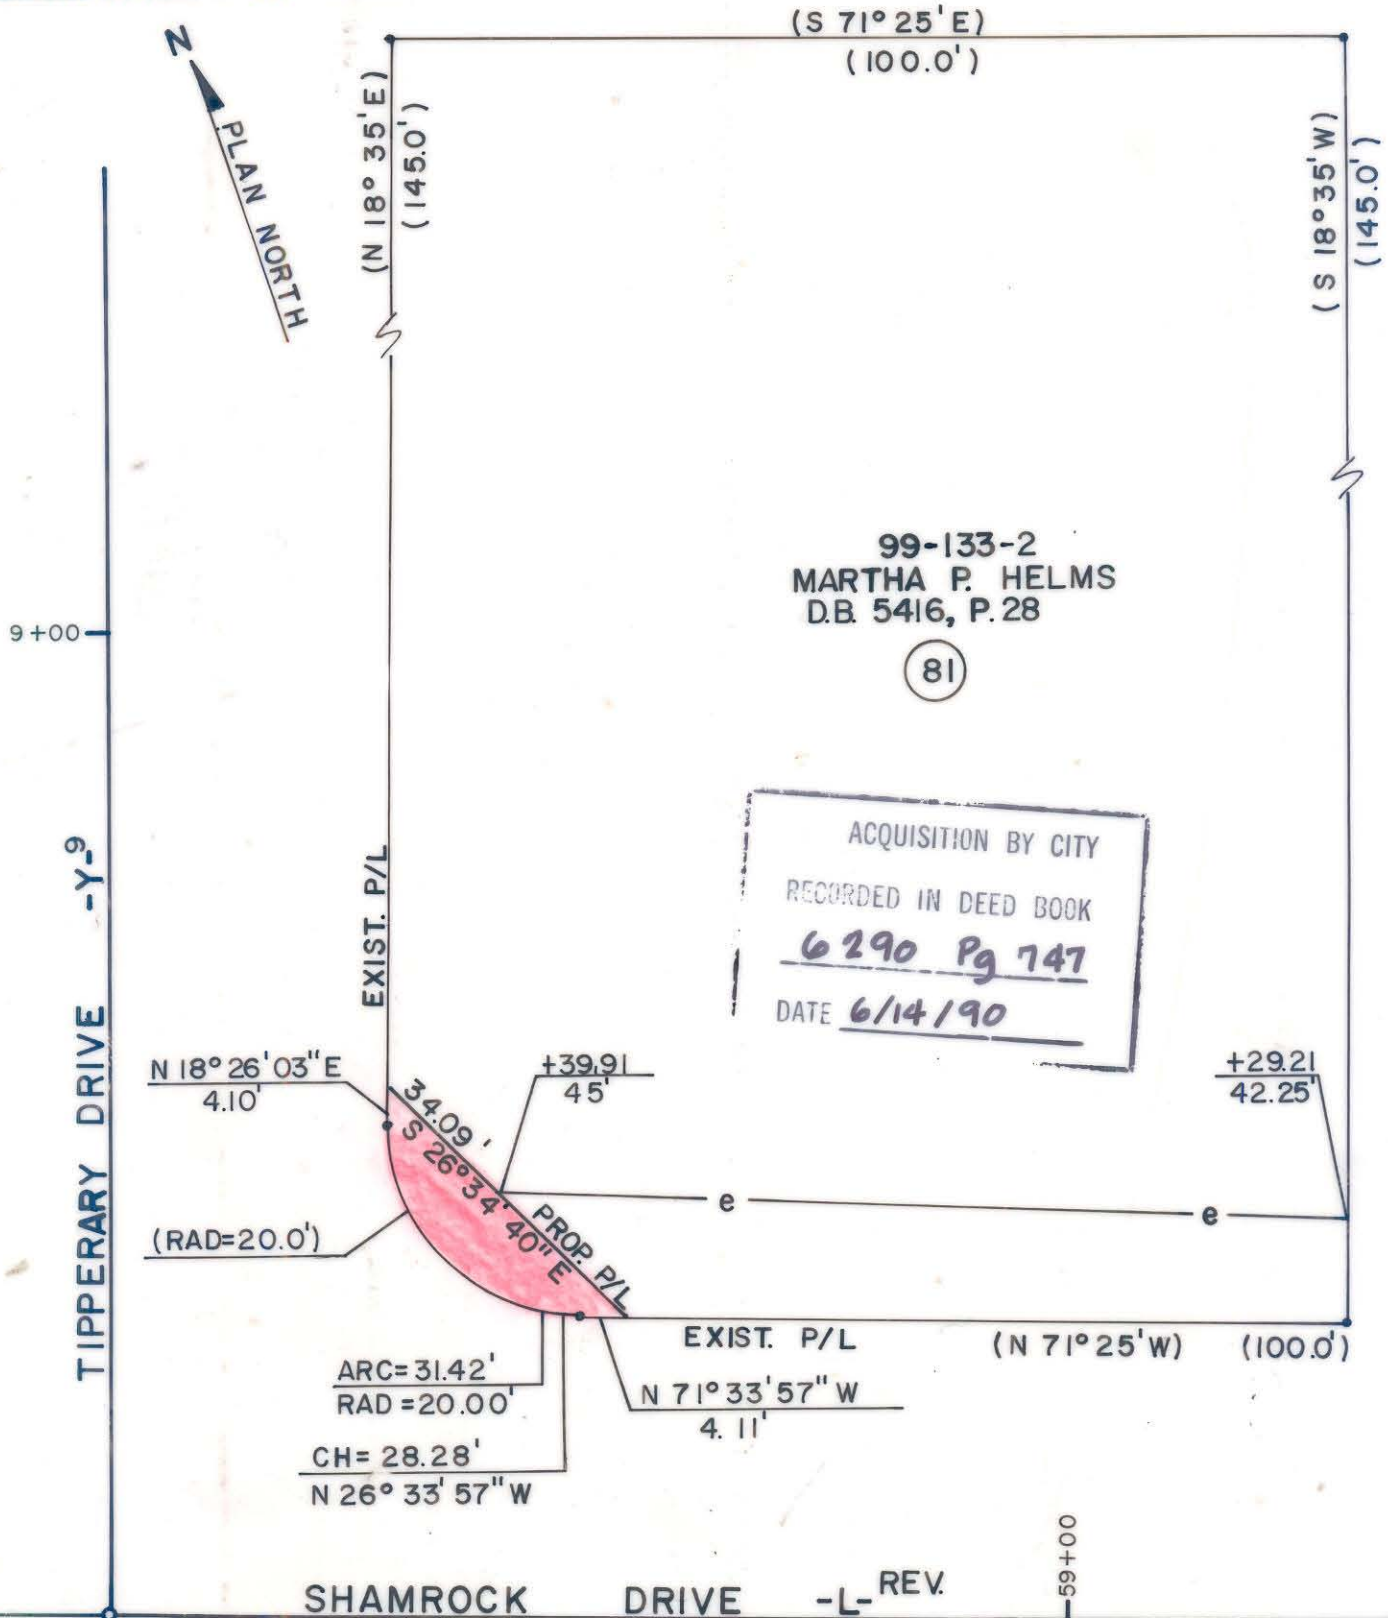 (S 71° 25' E)
(100.0')
N
PLAN NORTH
(N 18° 35' E)
(145.0')
(S 18° 35' W)
(145.0')
99-133-2
MARTHA P. HELMS
D.B. 5416, P. 28
81
9+00
ACQUISITION BY CITY
RECORDED IN DEED BOOK
6290 Pg 747
DATE 6/14/90
TIPPERARY DRIVE -Y-9
EXIST. P/L
N 18° 26' 03" E
4.10'
34.09'
S 26° 34' 40" E
PROP. P/L
+39.91
45'
+29.21
42.25'
e
e
(RAD=20.0')
EXIST. P/L
(N 71° 25' W)
(100.0')
ARC= 31.42'
RAD =20.00'
N 71° 33' 57" W
4.11'
CH= 28.28'
N 26° 33' 57" W
59+00
SHAMROCK DRIVE -L- REV.